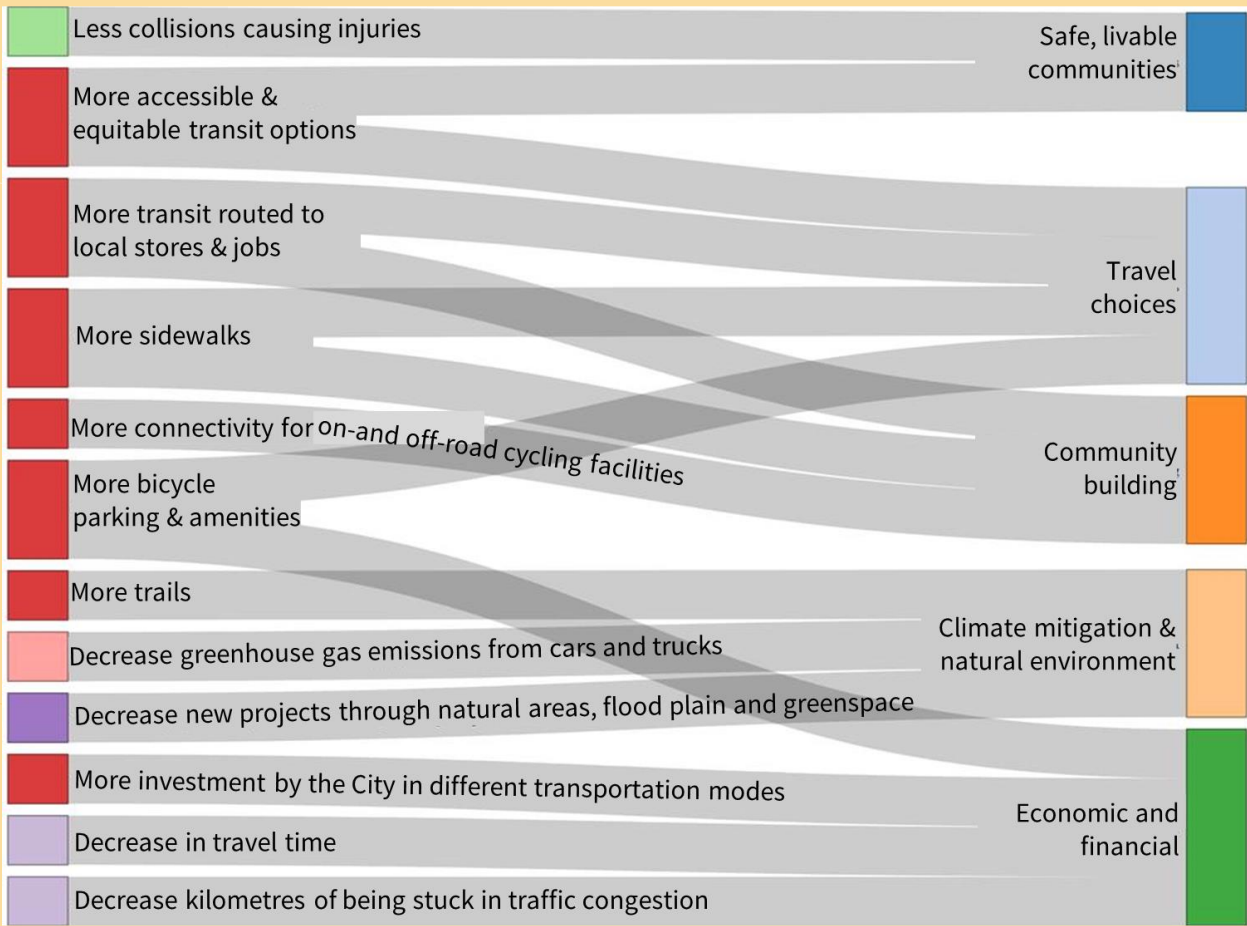 Less collisions causing injuries
More accessible &
equitable transit options
More transit routed to
local stores & jobs
More sidewalks
More connectivity for on-and off-road cycling facilities
More bicycle
parking & amenities
More trails
Decrease greenhouse gas emissions from cars and trucks
Decrease new projects through natural areas, flood plain and greenspace
More investment by the City in different transportation modes
Decrease in travel time
Decrease kilometres of being stuck in traffic congestion
Safe, livable
communities
Travel
choices
Community
building
Climate mitigation &
natural environment
Economic and
financial